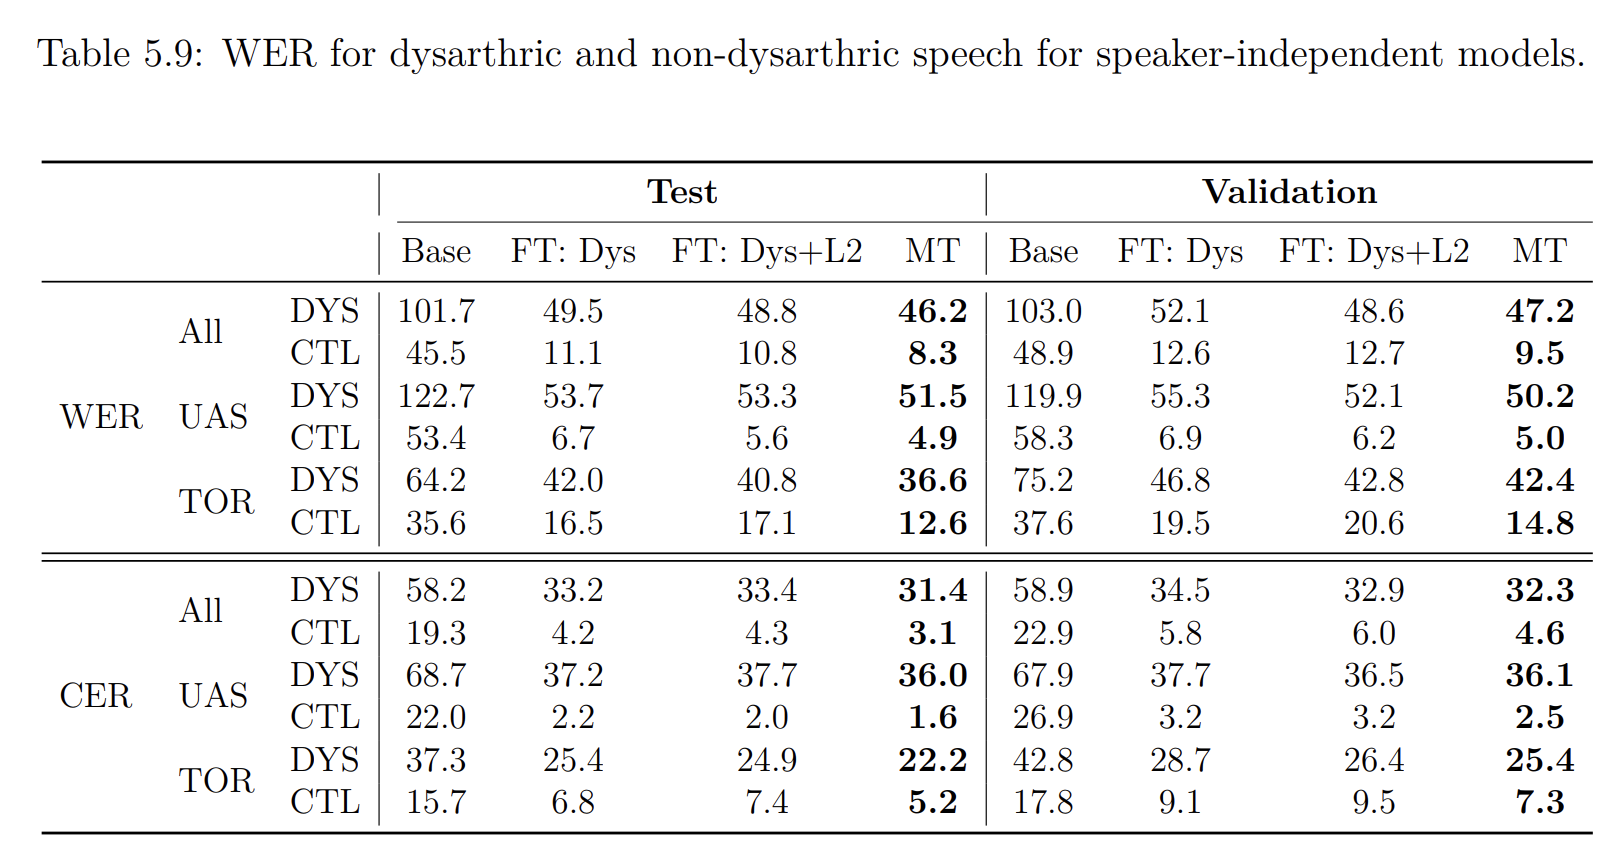 Table 5.9: WER for dysarthric and non-dysarthric speech for speaker-independent models.
Test Validation
Base FT: Dys FT: Dys+L2 MT Base FT: Dys FT: Dys+L2 MT
DYS 101.7 49.5 48.8 46.2 103.0 52.1 48.6 47.2
All
CTL 45.5 11.1 10.8 8.3 48.9 12.6 12.7 9.5
DYS 122.7 53.7 53.3 51.5 119.9 55.3 52.1 50.2
WER UAS
CTL 53.4 6.7 5.6 4.9 58.3 6.9 6.2 5.0
DYS 64.2 42.0 40.8 36.6 75.2 46.8 42.8 42.4
TOR
CTL 35.6 16.5 17.1 12.6 37.6 19.5 20.6 14.8
DYS 58.2 33.2 33.4 31.4 58.9 34.5 32.9 32.3
All
CTL 19.3 4.2 4.3 3.1 22.9 5.8 6.0 4.6
DYS 68.7 37.2 37.7 36.0 67.9 37.7 36.5 36.1
CER UAS
CTL 22.0 2.2 2.0 1.6 26.9 3.2 3.2 2.5
DYS 37.3 25.4 24.9 22.2 42.8 28.7 26.4 25.4
TOR
CTL 15.7 6.8 7.4 5.2 17.8 9.1 9.5 7.3